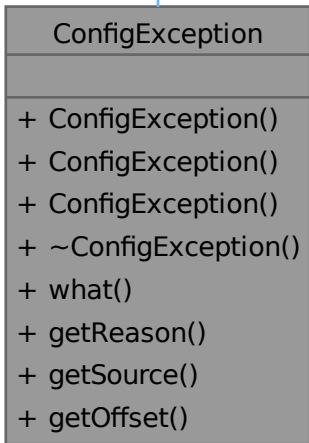 ConfigException
+ ConfigException()
+ ConfigException()
+ ConfigException()
+ ~ConfigException()
+ what()
+ getReason()
+ getSource()
+ getOffset()